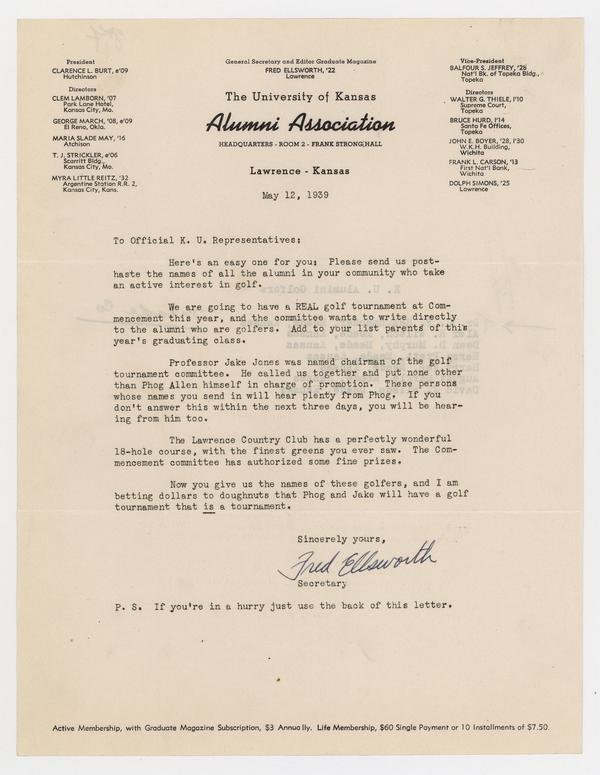 President
CLARENCE L. BURT, e'09
Hutchinson
Directors
CLEM LAMBORN, '07
Park Lane Hotel,
Kansas City, Mo.
GEORGE MARCH, '08, e'09
El Reno, Okla.
MARIA SLADE MAY, '16
Atchison
T. J. STRICKLER, e'06
Scarritt Bldg.,
Kansas City, Mo.
MYRA LITTLE REITZ, '32
Argentine Station R.R. 2,
Kansas City, Kans.
General Secretary and Editor Graduate Magazine
FRED ELLSWORTH, '22
Lawrence
The University of Kansas
Alumni Association
HEADQUARTERS - ROOM 2 - FRANK STRONG HALL
Lawrence - Kansas
Vice-President
BALFOUR S. JEFFREY, '28
Nat'l Bk. of Topeka Bldg.,
Topeka
Directors
WALTER G. THIELE, l'10
Supreme Court,
Topeka
BRUCE HURD, l'14
Santa Fe Offices,
Topeka
JOHN E. BOYER, '28, l'30
W.K.H. Building,
Wichita
FRANK L. CARSON, '13
First Nat'l Bank,
Wichita
DOLPH SIMONS, '25
Lawrence
May 12, 1939
To Official K. U. Representatives:
Here's an easy one for you: Please send us post-
haste the names of all the alumni in your community who take
an active interest in golf.
We are going to have a REAL golf tournament at Com-
mencement this year, and the committee wants to write directly
to the alumni who are golfers. Add to your list parents of this
year's graduating class.
Professor Jake Jones was named chairman of the golf
tournament committee. He called us together and put none other
than Phog Allen himself in charge of promotion. These persons
whose names you send in will hear plenty from Phog. If you
don't answer this within the next three days, you will be hear-
ing from him too.
The Lawrence Country Club has a perfectly wonderful
18-hole course, with the finest greens you ever saw. The Com-
mencement committee has authorized some fine prizes.
Now you give us the names of these golfers, and I am
betting dollars to doughnuts that Phog and Jake will have a golf
tournament that is a tournament.
Sincerely yours,
Fred Ellsworth
Secretary
P. S. If you're in a hurry just use the back of this letter.
Active Membership, with Graduate Magazine Subscription, $3 Annually. Life Membership, $60 Single Payment or 10 Installments of $7.50.